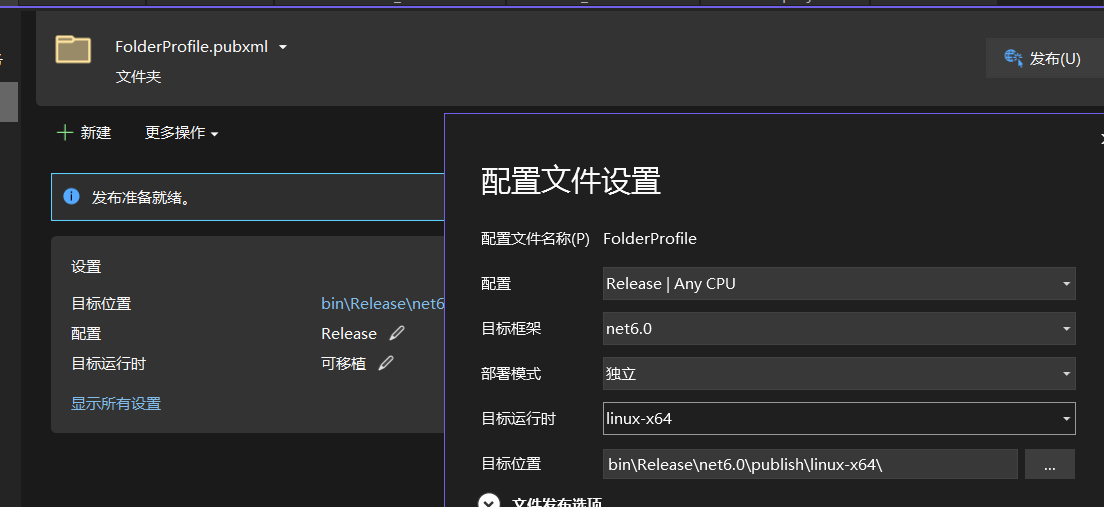 FolderProfile.pubxml
文件夹
发布(U)
新建
更多操作
发布准备就绪。
设置
目标位置 bin\Release\net6
配置 Release
目标运行时 可移植
显示所有设置
配置文件设置
配置文件名称(P) FolderProfile
配置 Release | Any CPU
目标框架 net6.0
部署模式 独立
目标运行时 linux-x64
目标位置 bin\Release\net6.0\publish\linux-x64\ ...
文件发布选项